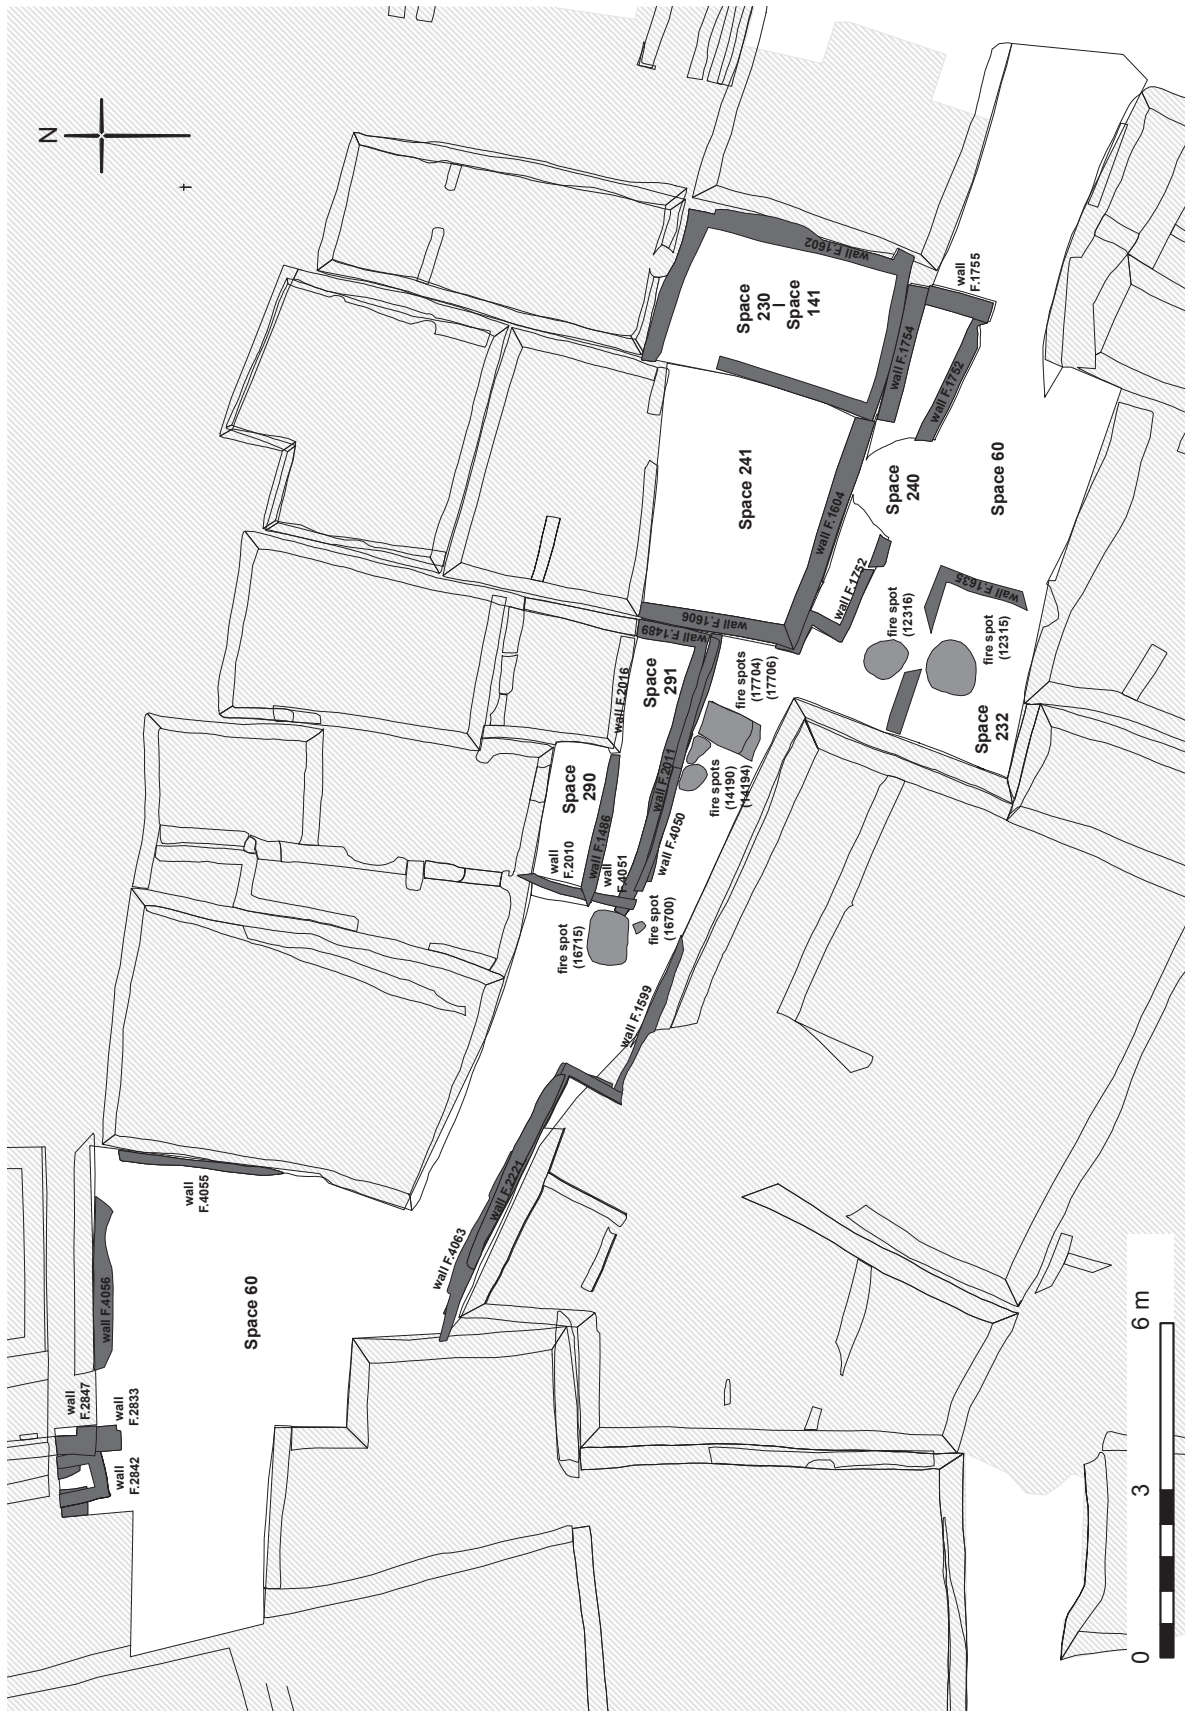 N
wall F.1602
Space
230
Space
141
wall
F.1755
wall F.1754
wall F.1752
Space 241
Space
240
Space 60
wall F.1604
wall F.1752
wall F.1635
fire spot
(12316)
fire spot
(12315)
wall F.1606
wall F.1489
Space
291
wall F.2016
fire spots
(17704)
(17706)
Space
232
Space
290
wall F.2011
fire spots
(14190)
(14194)
wall
F.2010
wall F.1486
wall
F.4051
wall F.4050
fire spot
(16715)
fire spot
(16700)
wall F.1599
wall
F.4055
wall F.2221
wall F.4063
wall F.4056
Space 60
wall
F.2847
wall
F.2833
wall
F.2842
0 3 6 m